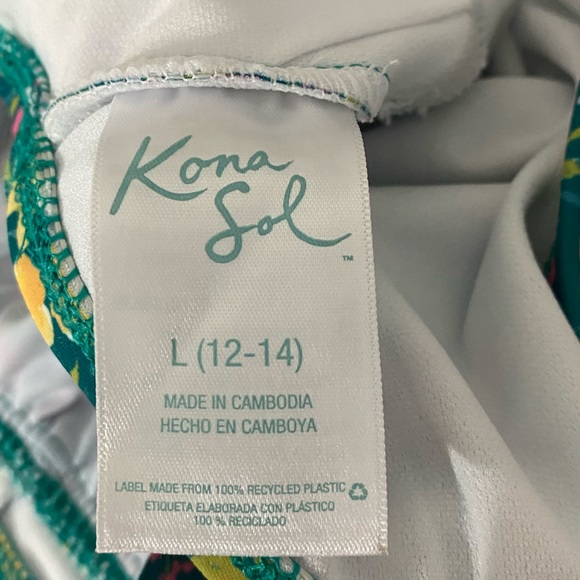 Kona
Sol
™
L (12-14)
MADE IN CAMBODIA
HECHO EN CAMBOYA
LABEL MADE FROM 100% RECYCLED PLASTIC
ETIQUETA ELABORADA CON PLÁSTICO
100 % RECICLADO